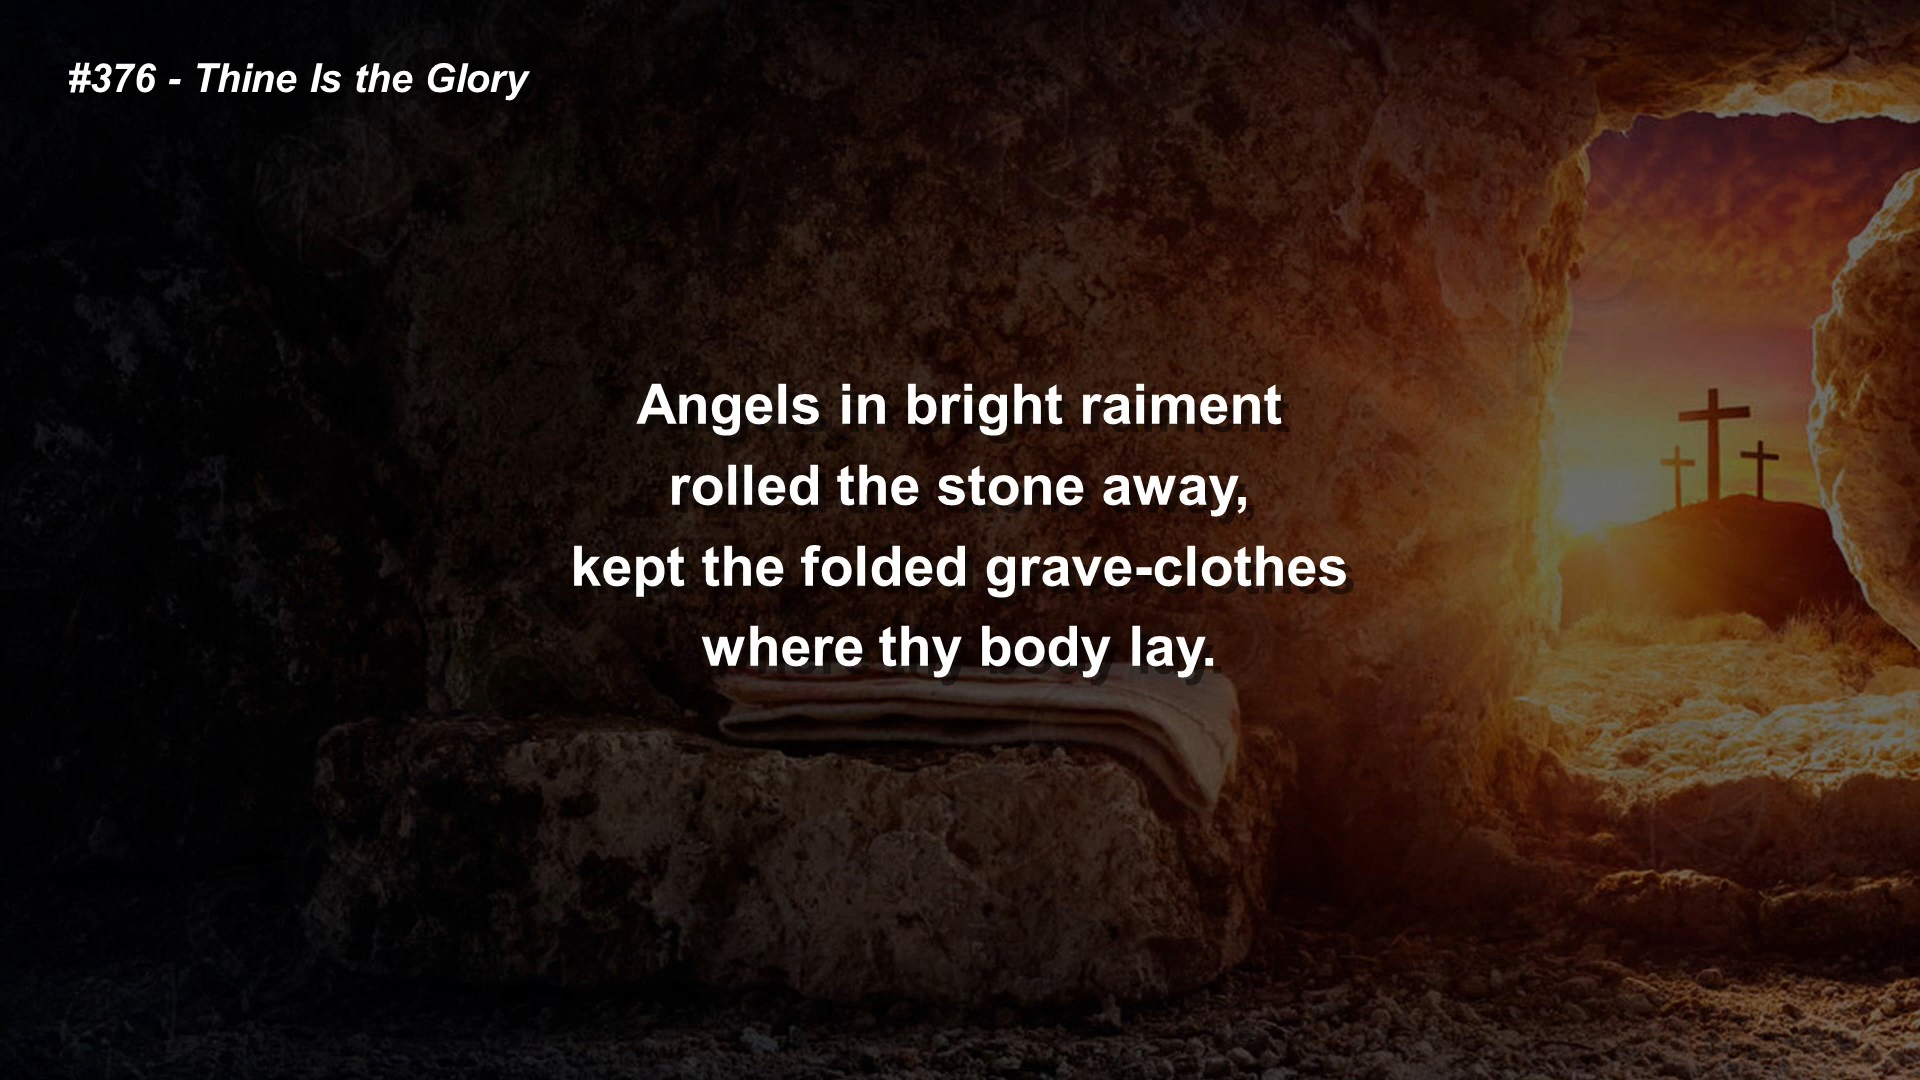 #376 - Thine Is the Glory
Angels in bright raiment
rolled the stone away,
kept the folded grave-clothes
where thy body lay.